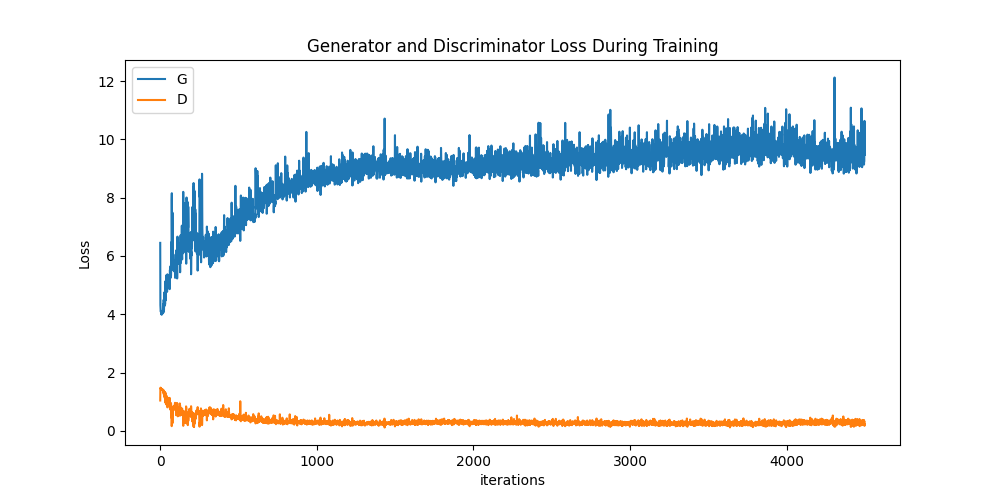 Generator and Discriminator Loss During Training
G
D
12
10
8
6
4
2
0
Loss
0 1000 2000 3000 4000
iterations